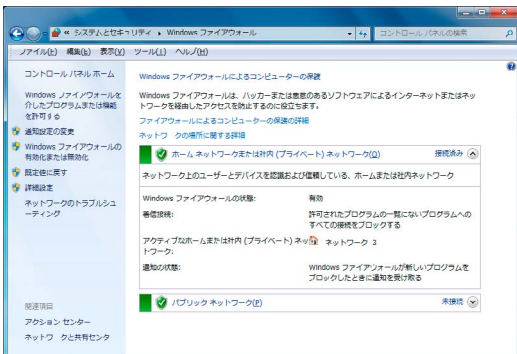 « システムとセキュリティ ▸ Windows ファイアウォール
コントロール パネルの検索
ファイル(F) 編集(E) 表示(V) ツール(T) ヘルプ(H)
コントロール パネル ホーム
Windows ファイアウォールを
介したプログラムまたは機能
を許可する
通知設定の変更
Windows ファイアウォールの
有効化または無効化
既定値に戻す
詳細設定
ネットワークのトラブルシュ
ーティング
関連項目
アクション センター
ネットワークと共有センタ
Windows ファイアウォールによるコンピューターの保護
Windows ファイアウォールは、ハッカーまたは悪意のあるソフトウェアによるインターネットまたはネッ
トワークを経由したアクセスを防止するのに役立ちます。
ファイアウォールによるコンピューターの保護の詳細
ネットワークの場所に関する詳細
ホーム ネットワークまたは社内 (プライベート) ネットワーク(O) 接続済み
ネットワーク上のユーザーとデバイスを認識および信頼している、ホームまたは社内ネットワーク
Windows ファイアウォールの状態: 有効
着信接続: 許可されたプログラムの一覧にないプログラムへの
すべての接続をブロックする
アクティブなホームまたは社内 (プライベート) ネッ
トワーク: ネットワーク 3
通知の状態: Windows ファイアウォールが新しいプログラムを
ブロックしたときに通知を受け取る
パブリック ネットワーク(P) 未接続